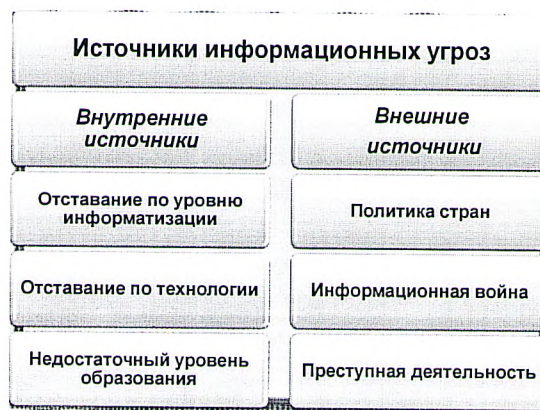 Источники информационных угроз
Внутренние
источники
Внешние
источники
Отставание по уровню
информатизации
Политика стран
Отставание по технологии
Информационная война
Недостаточный уровень
образования
Преступная деятельность